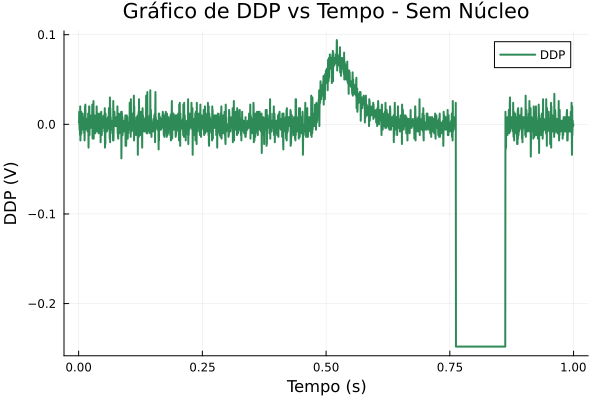 Gráfico de DDP vs Tempo - Sem Núcleo
DDP
DDP (V)
0.1
0.0
−0.1
−0.2
0.00 0.25 0.50 0.75 1.00
Tempo (s)